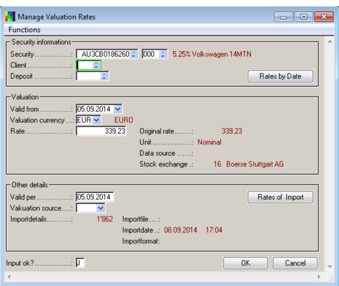 Manage Valuation Rates
Functions
Security informations
Security.................: AU3CB0186260 000 5.25% Volkswagen 14MTN
Client....................:
Deposit..................: Rates by Date
Valuation
Valid from..............: 05.09.2014
Valuation currency...: EUR EURO
Rate.....................: 339.23 Original rate......: 339.23
Unit.................: Nominal
Data source ......:
Stock exchange .: 16 Boerse Stuttgart AG
Other details
Valid per................: 05.09.2014 Rates of Import
Valuation source....:
Importdetails..........: 1'862 Importfile....:
Importdate..: 08.09.2014 17:04
Importformat:
Input ok?...............: J OK Cancel